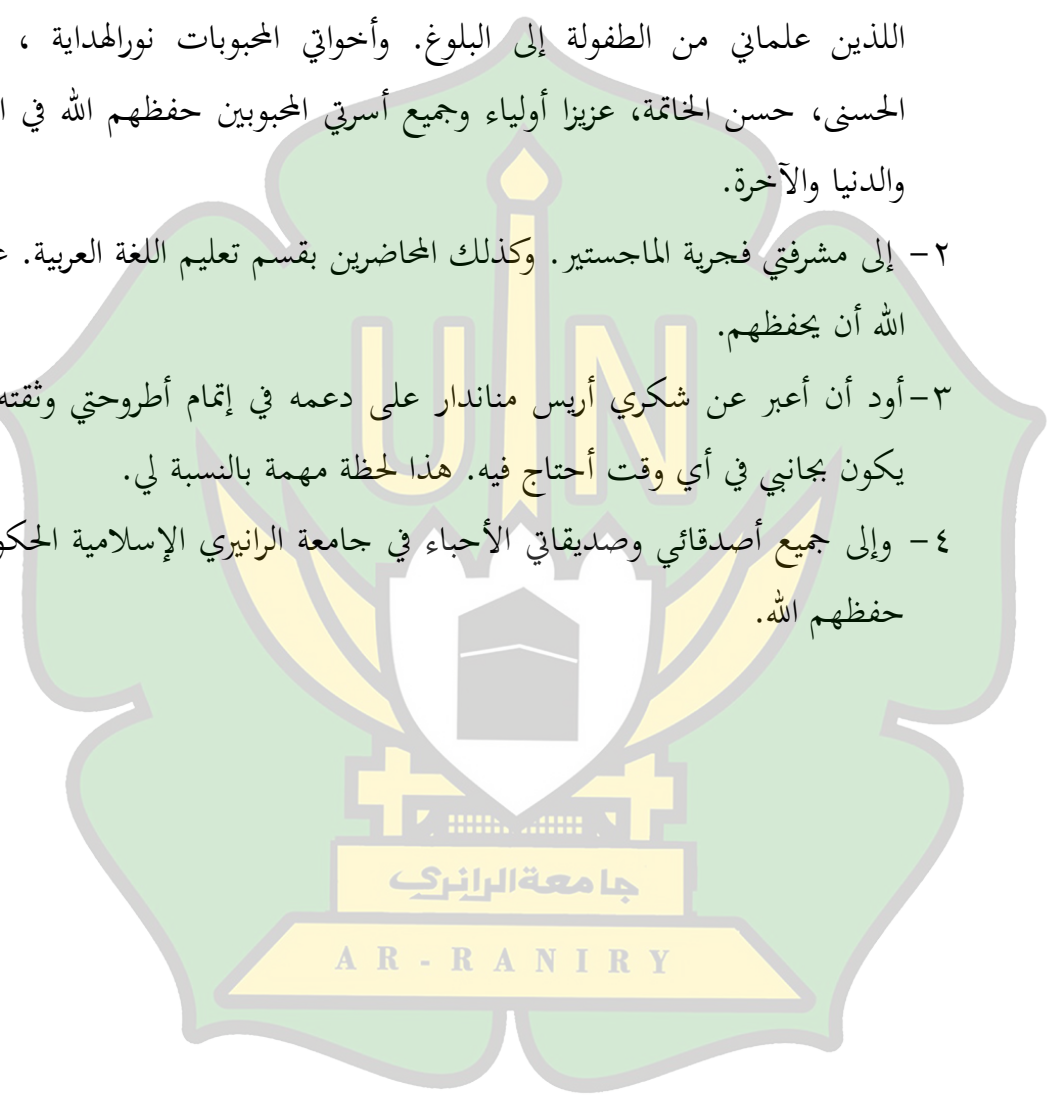 اللذين علماني من الطفولة إلى البلوغ. وأخواتي المحبوبات نورالهداية ،
الحسنى، حسن الخاتمة، عزيزا أولياء وجميع أسرتي المحبوبين حفظهم الله في
والدنيا والآخرة.
٢- إلى مشرفتي فجرية الماجستير. وكذلك المحاضرين بقسم تعليم اللغة العربية.
الله أن يحفظهم.
٣-أود أن أعبر عن شكري أريس مناندار على دعمه في إتمام أطروحتي وثقته
يكون بجانبي في أي وقت أحتاج فيه. هذا لحظة مهمة بالنسبة لي.
٤- وإلى جميع أصدقائي وصديقاتي الأحباء في جامعة الرانيري الإسلامية
حفظهم الله.
UIN
جامعة الرانري
AR-RANIRY